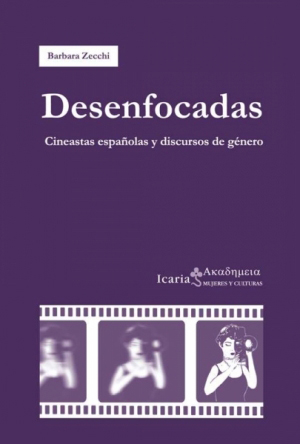 Barbara Zecchi
Desenfocadas
Cineastas españolas y discursos de género
Icaria Ακαδημεια
MUJERES Y CULTURAS